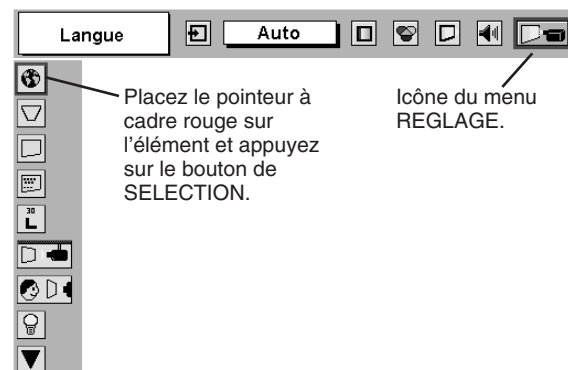 Langue
Auto
Placez le pointeur à
cadre rouge sur
l'élément et appuyez
sur le bouton de
SELECTION.
Icône du menu
REGLAGE.
30
L